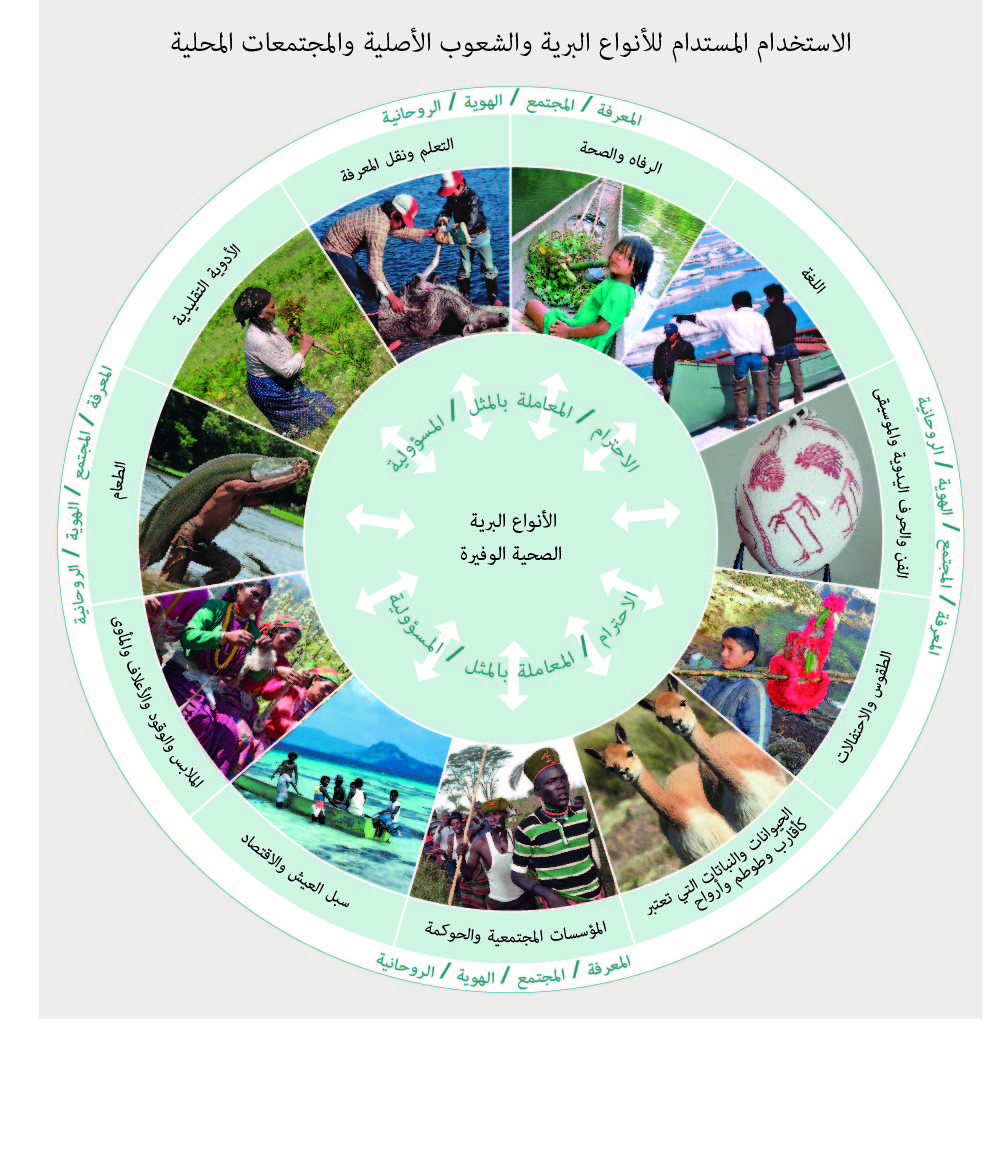 الاستخدام المستدام للأنواع البرية والشعوب الأصلية والمجتمعات المحلية
المعرفة / المجتمع / الهوية / الروحانية
الرفاه والصحة
اللغة
الفن والحرف اليدوية والموسيقى
الطقوس والاحتفالات
الحيوانات والنباتات التي تعتبر
كأقارب وطوطم وأرواح
المؤسسات المجتمعية والحوكمة
سبل العيش والاقتصاد
الملابس والوقود والأعلاف والمأوى
الطعام
الأدوية التقليدية
التعلم ونقل المعرفة
المعرفة / المجتمع / الهوية / الروحانية
المعرفة / المجتمع / الهوية / الروحانية
المعرفة / المجتمع / الهوية / الروحانية
الاحترام / المعاملة بالمثل / المسؤولية
الأنواع البرية
الصحية الوفيرة
الاحترام / المعاملة بالمثل / المسؤولية